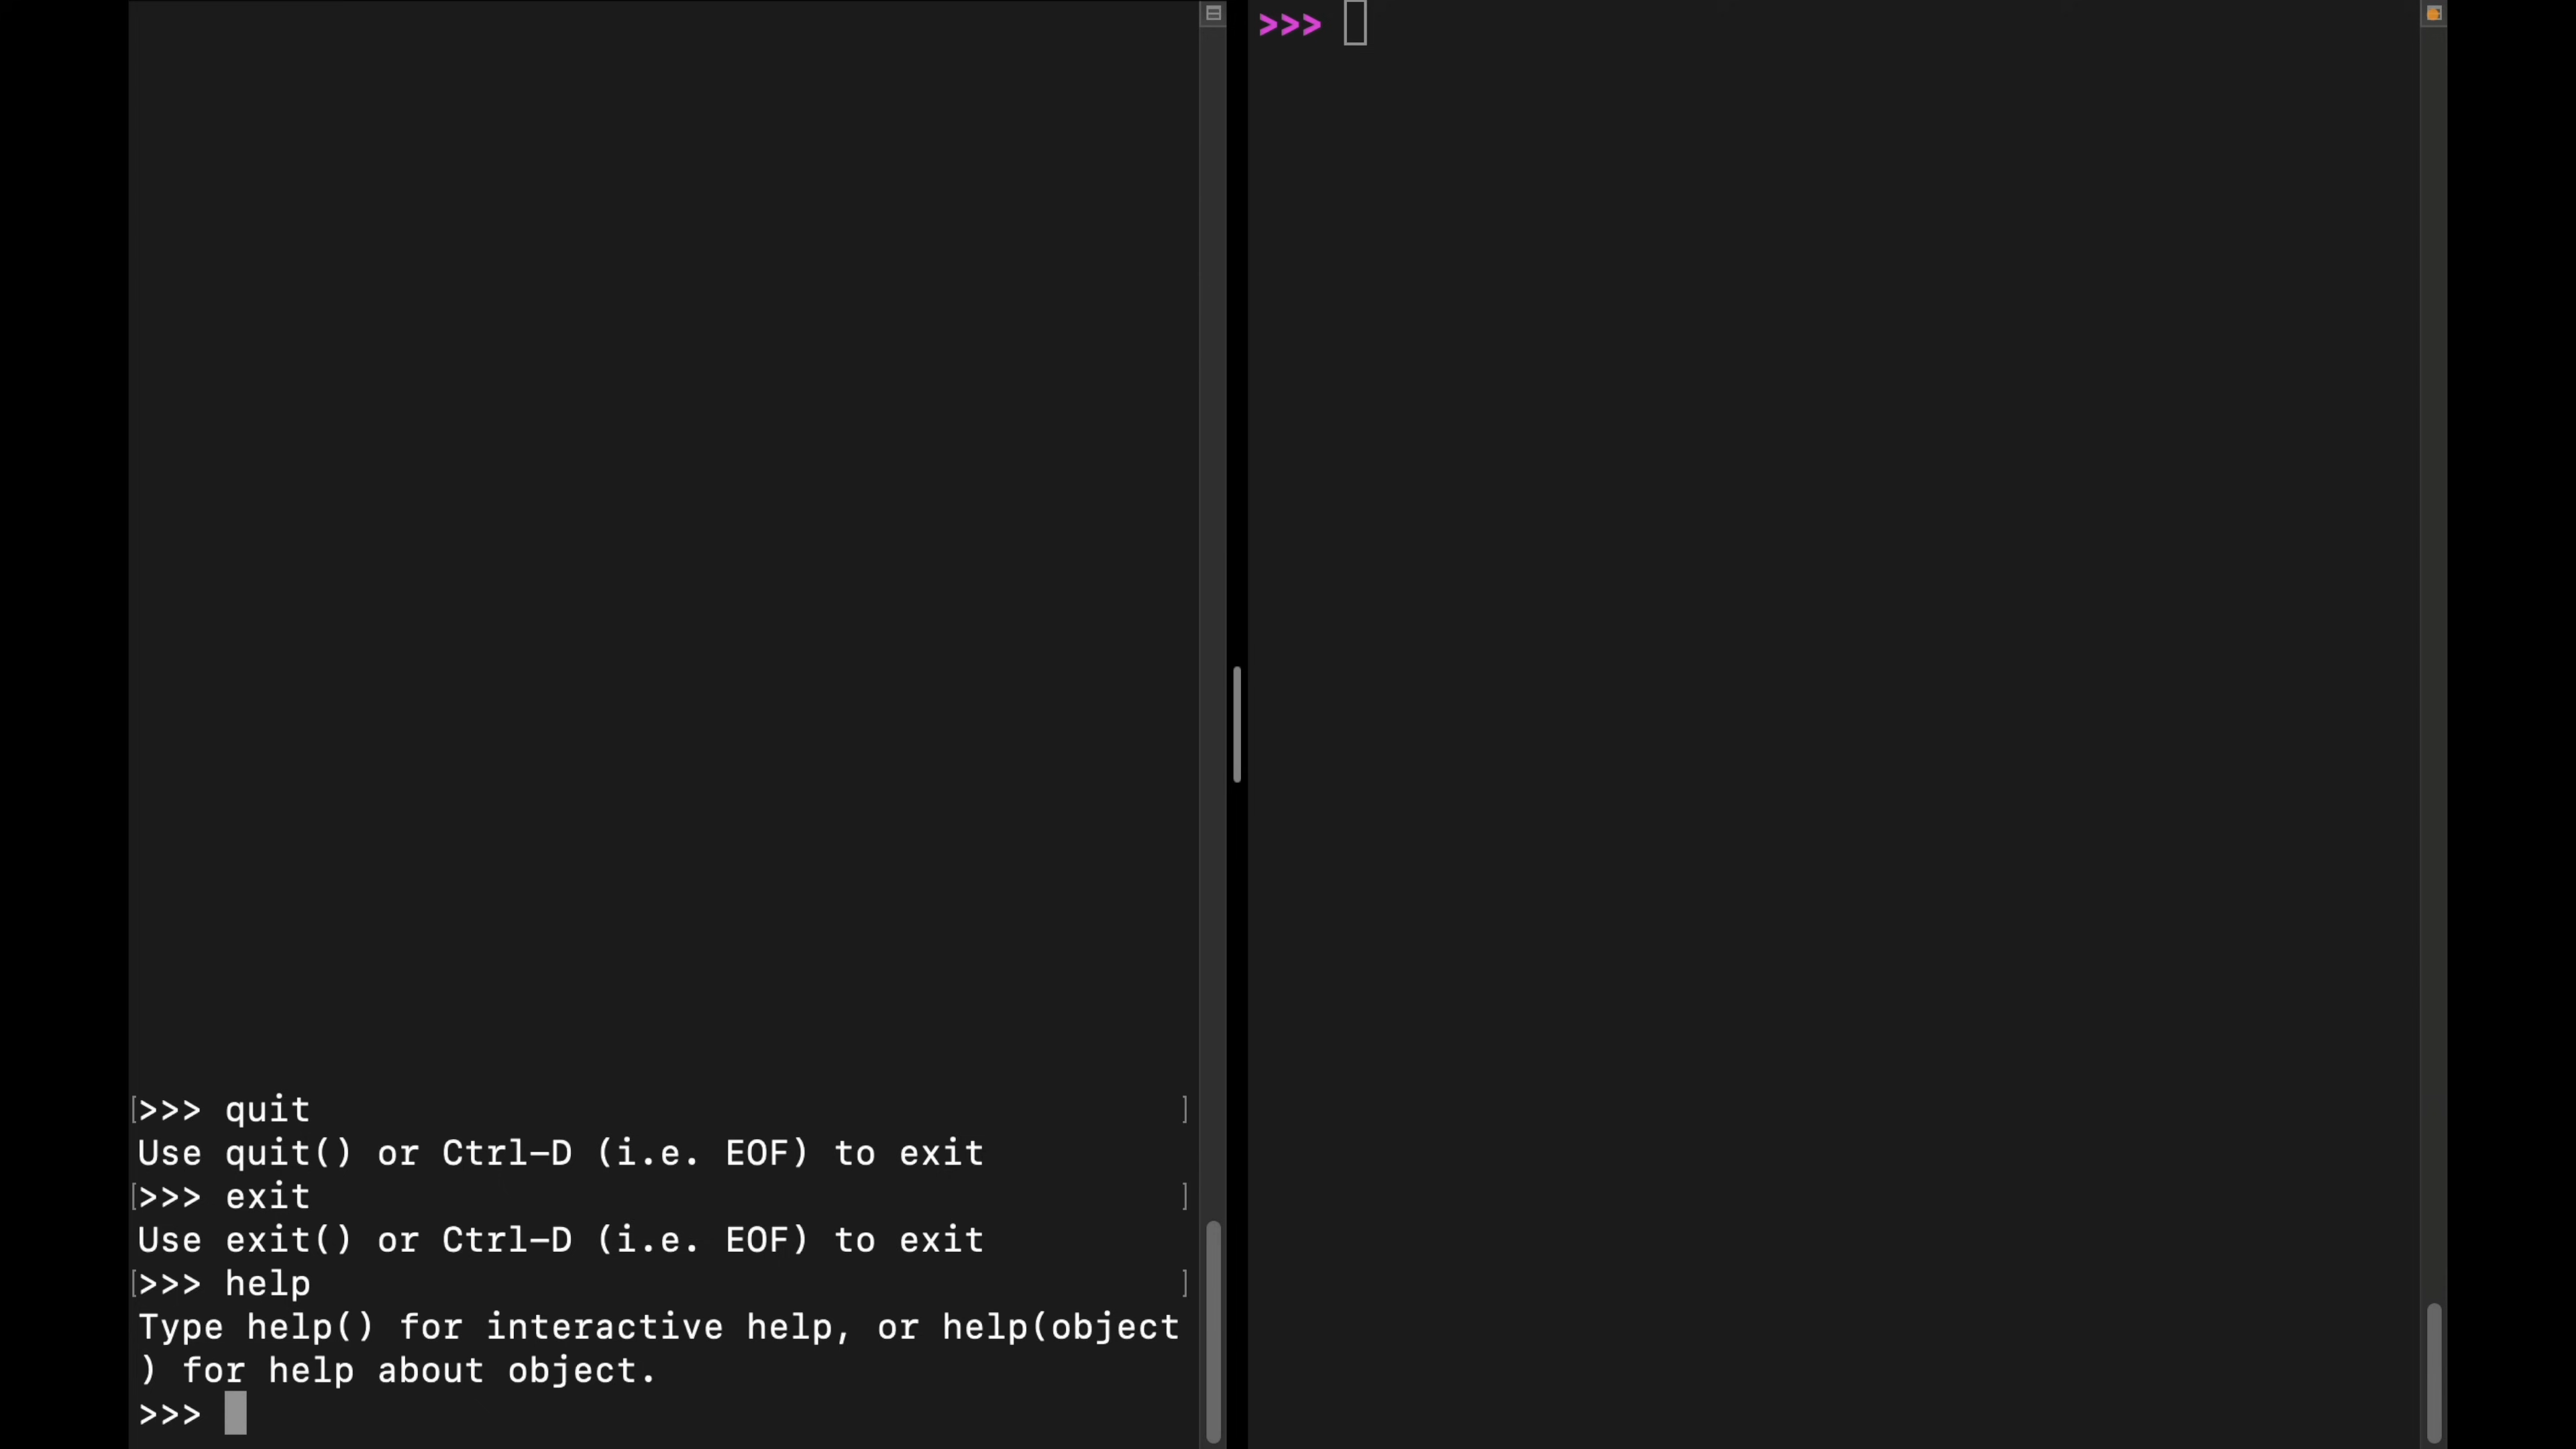 >>> quit
Use quit() or Ctrl-D (i.e. EOF) to exit
>>> exit
Use exit() or Ctrl-D (i.e. EOF) to exit
>>> help
Type help() for interactive help, or help(object
) for help about object.
>>>
>>>